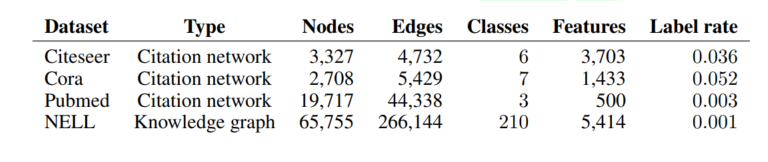 Dataset Type Nodes Edges Classes Features Label rate
Citeseer Citation network 3,327 4,732 6 3,703 0.036
Cora Citation network 2,708 5,429 7 1,433 0.052
Pubmed Citation network 19,717 44,338 3 500 0.003
NELL Knowledge graph 65,755 266,144 210 5,414 0.001